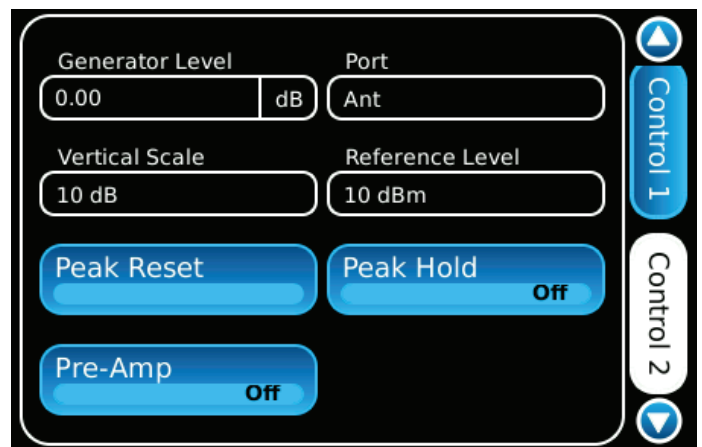 Generator Level
0.00 dB
Port
Ant
Vertical Scale
10 dB
Reference Level
10 dBm
Peak Reset
Peak Hold
Off
Pre-Amp
Off
Control 1
Control 2